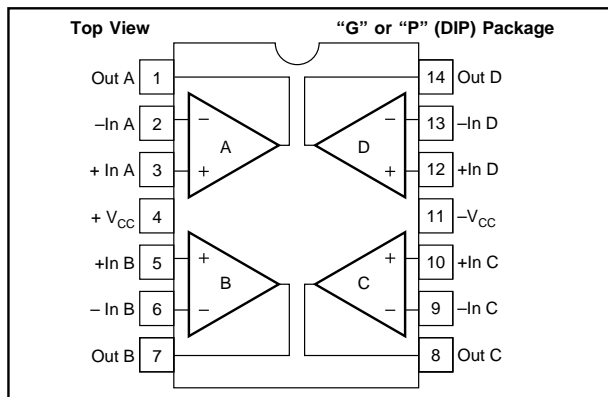 Top View “G” or “P” (DIP) Package
Out A 1 14 Out D
–In A 2 – – 13 –In D
A D
+ In A 3 + + 12 +In D
+ VCC 4 11 –VCC
+In B 5 + + 10 +In C
B C
– In B 6 – – 9 –In C
Out B 7 8 Out C